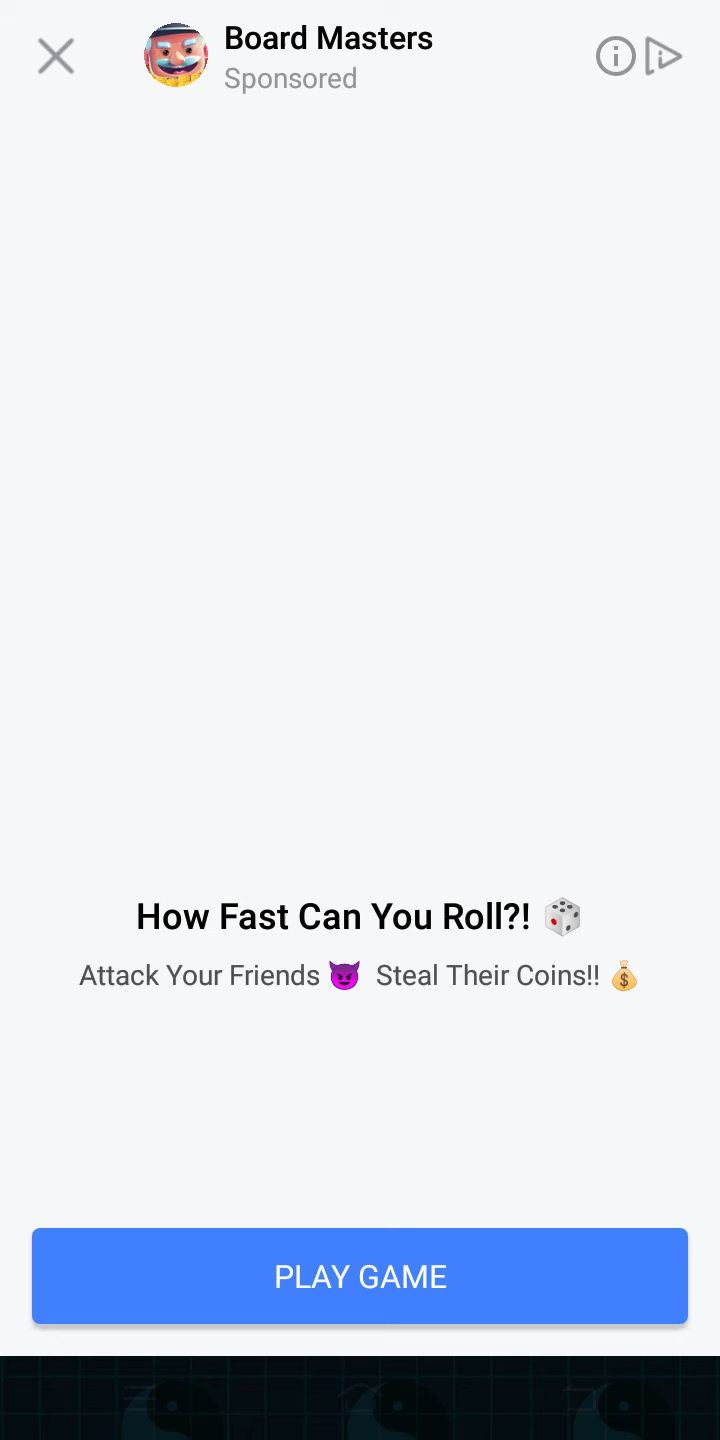 Board Masters
Sponsored
How Fast Can You Roll?! 🎲
Attack Your Friends 😈 Steal Their Coins!! 💰
PLAY GAME